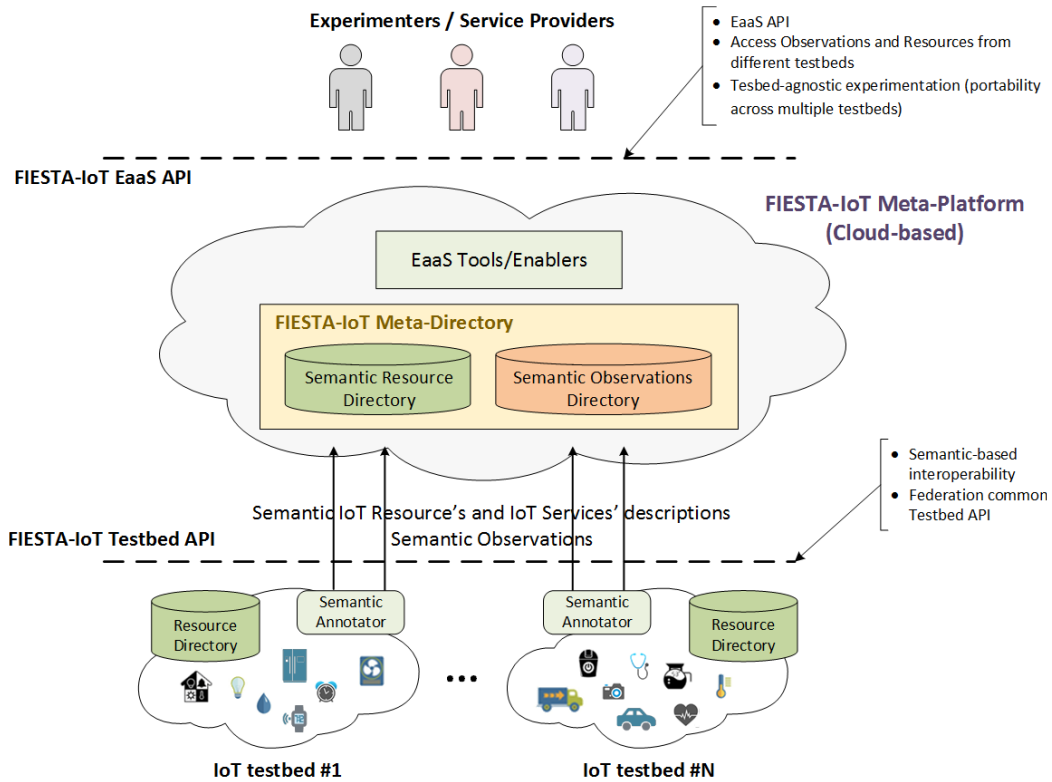 Experimenters / Service Providers
• EaaS API
• Access Observations and Resources from
different testbeds
• Tesbed-agnostic experimentation (portability
across multiple testbeds)
FIESTA-IoT EaaS API
FIESTA-IoT Meta-Platform
(Cloud-based)
EaaS Tools/Enablers
FIESTA-IoT Meta-Directory
Semantic Resource
Directory
Semantic Observations
Directory
• Semantic-based
interoperability
• Federation common
Testbed API
Semantic IoT Resource's and IoT Services' descriptions
Semantic Observations
FIESTA-IoT Testbed API
Resource
Directory
Semantic
Annotator
Semantic
Annotator
Resource
Directory
72
...
IoT testbed #1
IoT testbed #N